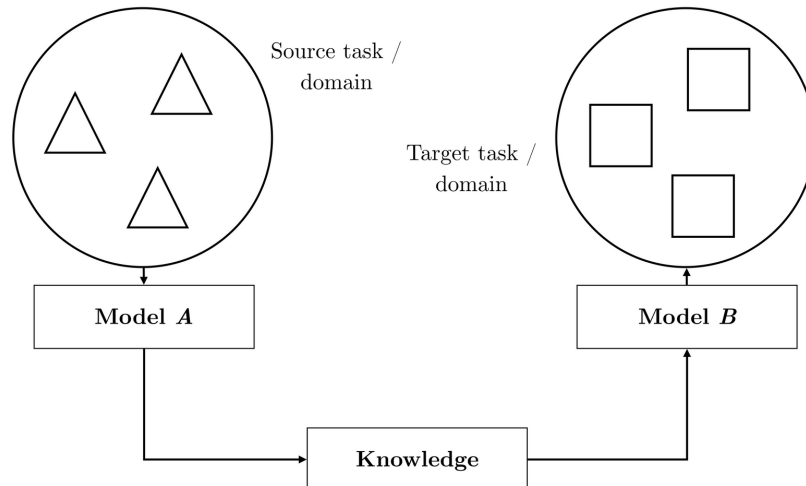 Source task /
domain
Target task /
domain
Model A
Model B
Knowledge